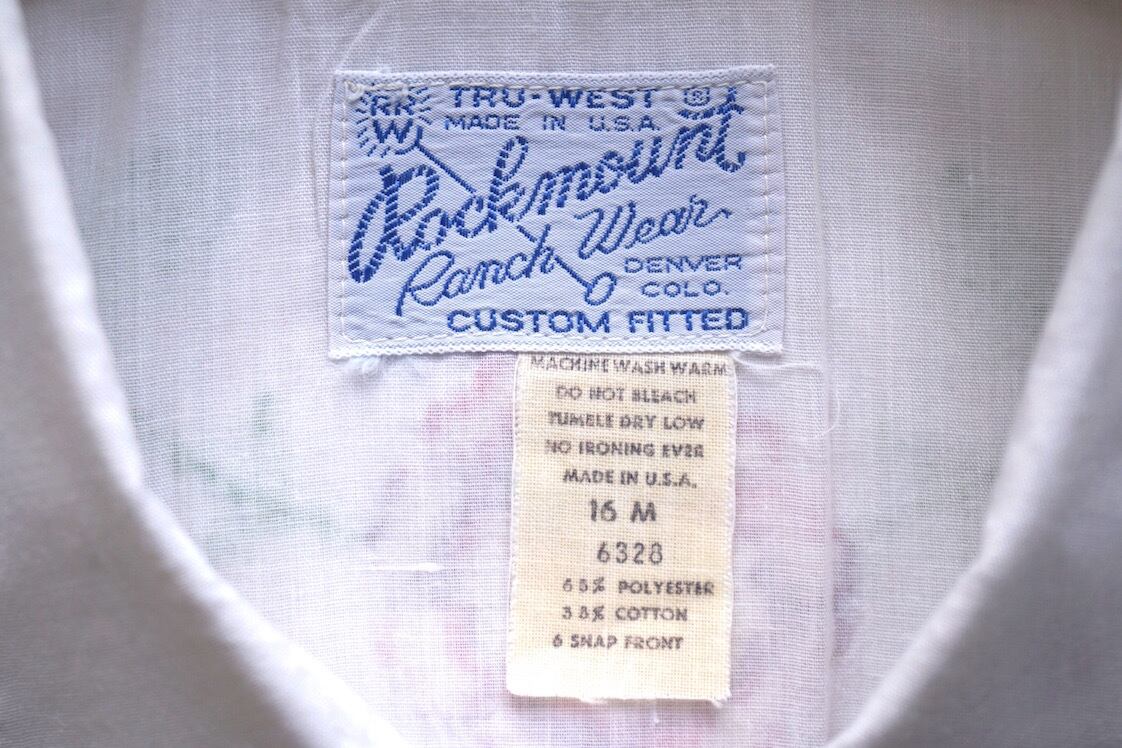 RR
W
TRU-WEST ®
MADE IN U.S.A.
Rockmount
Ranch Wear
DENVER
COLO.
CUSTOM FITTED
MACHINE WASH WARM
DO NOT BLEACH
TUMBLE DRY LOW
NO IRONING EVER
MADE IN U.S.A.
16 M
6328
65% POLYESTER
35% COTTON
6 SNAP FRONT